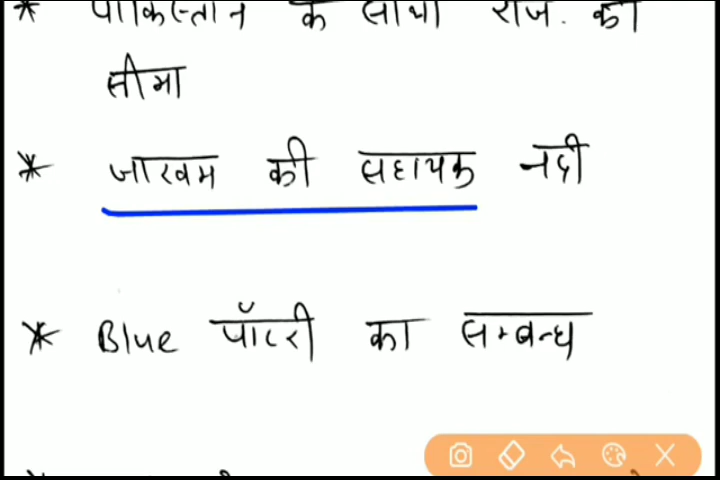 * पाकिस्तान के साथ राज. की
सीमा
* जाखम की सहायक नदी
* Blue पॉटरी का सम्बन्ध